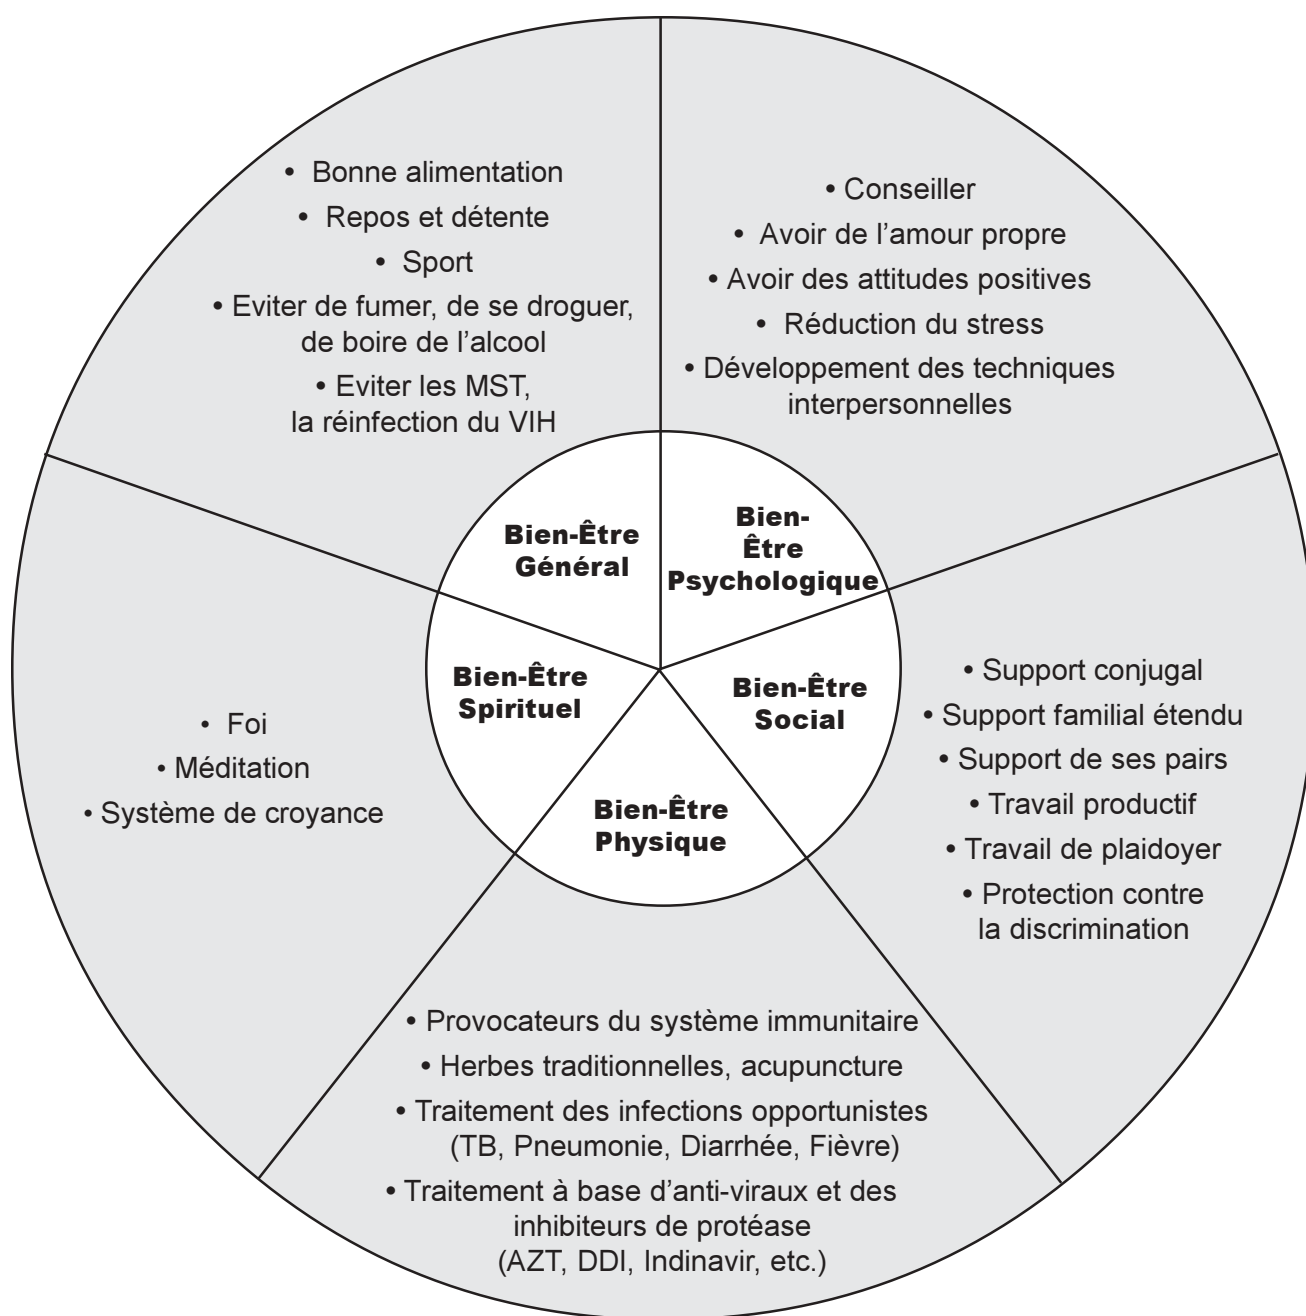 • Bonne alimentation
• Repos et détente
• Sport
• Eviter de fumer, de se droguer,
de boire de l’alcool
• Eviter les MST,
la réinfection du VIH
• Conseiller
• Avoir de l’amour propre
• Avoir des attitudes positives
• Réduction du stress
• Développement des techniques
interpersonnelles
Bien-Être
Général
Bien-
Être
Psychologique
Bien-Être
Spirituel
Bien-Être
Social
Bien-Être
Physique
• Foi
• Méditation
• Système de croyance
• Support conjugal
• Support familial étendu
• Support de ses pairs
• Travail productif
• Travail de plaidoyer
• Protection contre
la discrimination
• Provocateurs du système immunitaire
• Herbes traditionnelles, acupuncture
• Traitement des infections opportunistes
(TB, Pneumonie, Diarrhée, Fièvre)
• Traitement à base d’anti-viraux et des
inhibiteurs de protéase
(AZT, DDI, Indinavir, etc.)